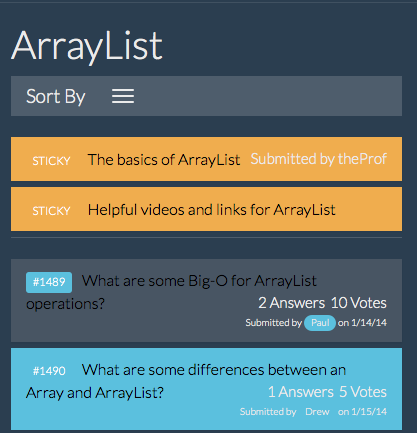 ArrayList
Sort By
STICKY The basics of ArrayList Submitted by theProf
STICKY Helpful videos and links for ArrayList
#1489 What are some Big-O for ArrayList
operations? 2 Answers 10 Votes
Submitted by Paul on 1/14/14
#1490 What are some differences between an
Array and ArrayList? 1 Answers 5 Votes
Submitted by Drew on 1/15/14